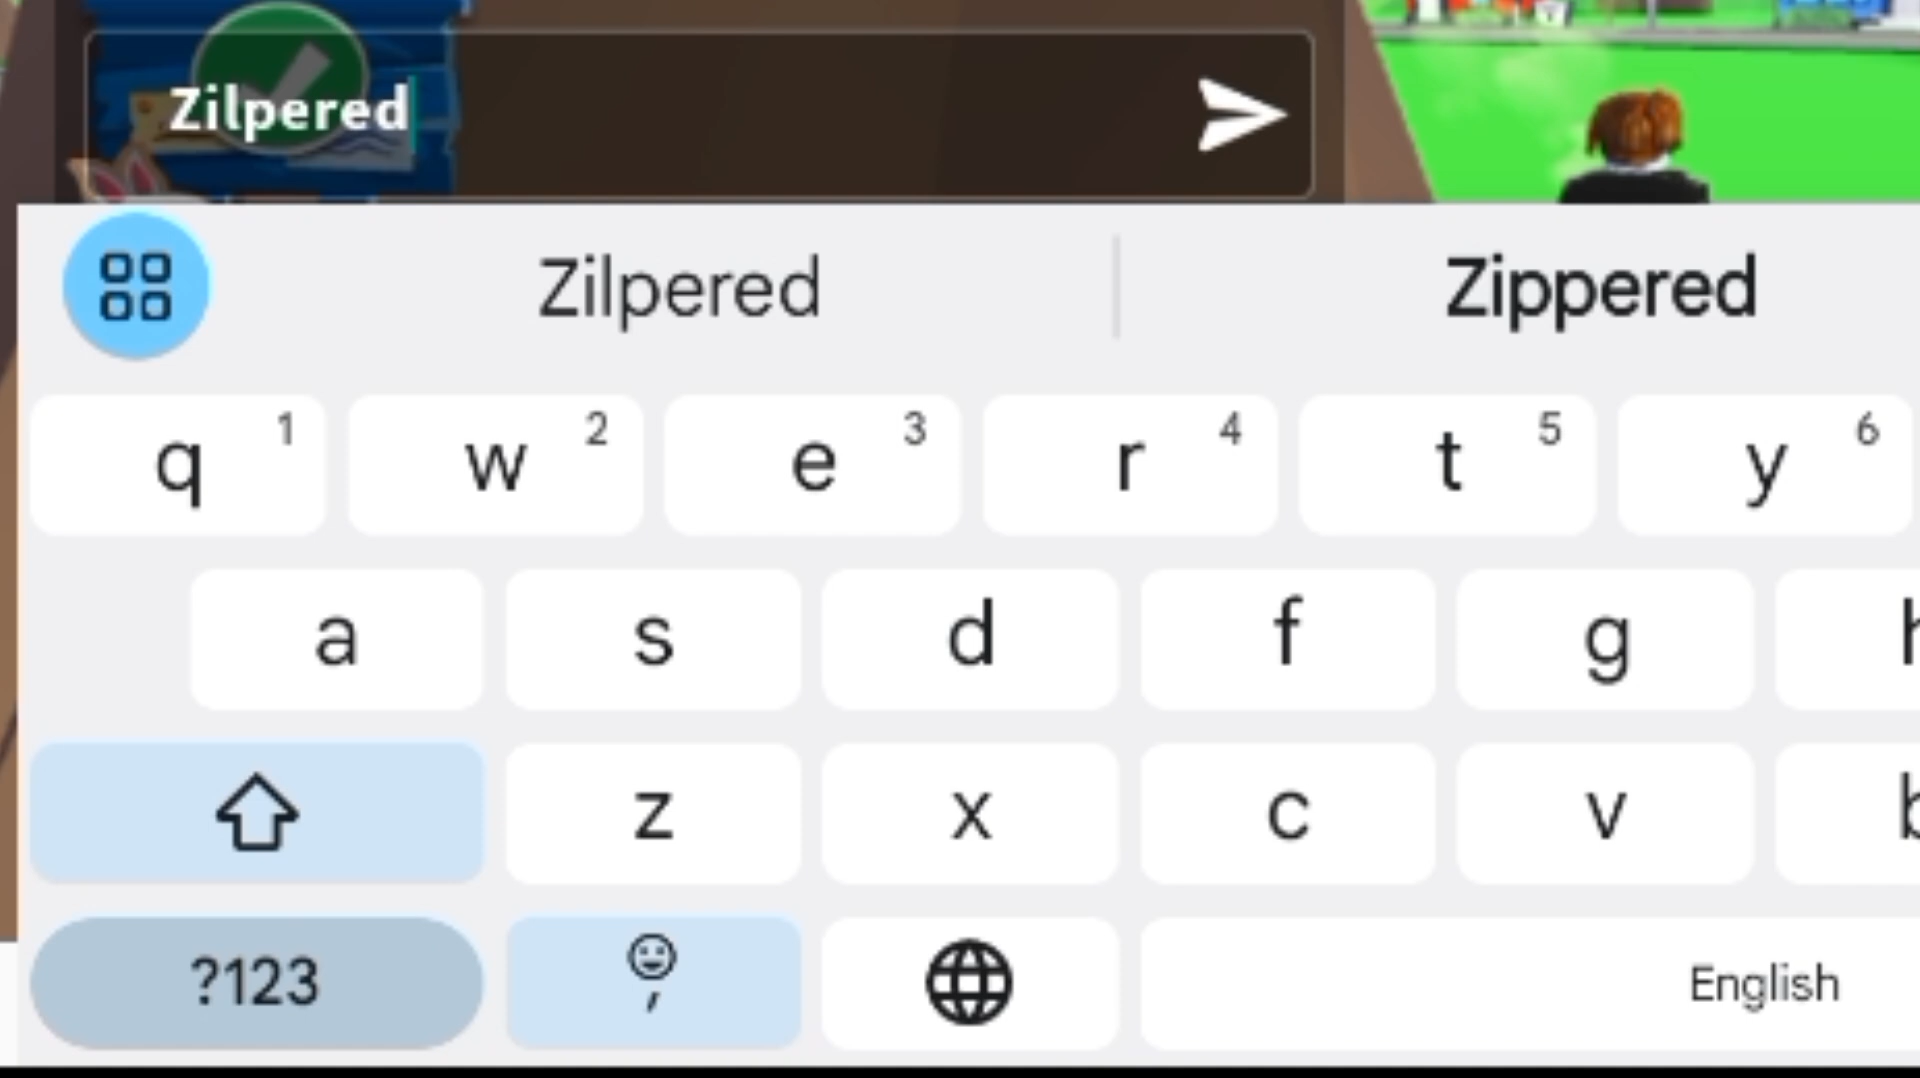 Zilpered
Zilpered Zippered
q 1 w 2 e 3 r 4 t 5 y 6
a s d f g h
z x c v b
?123 , English